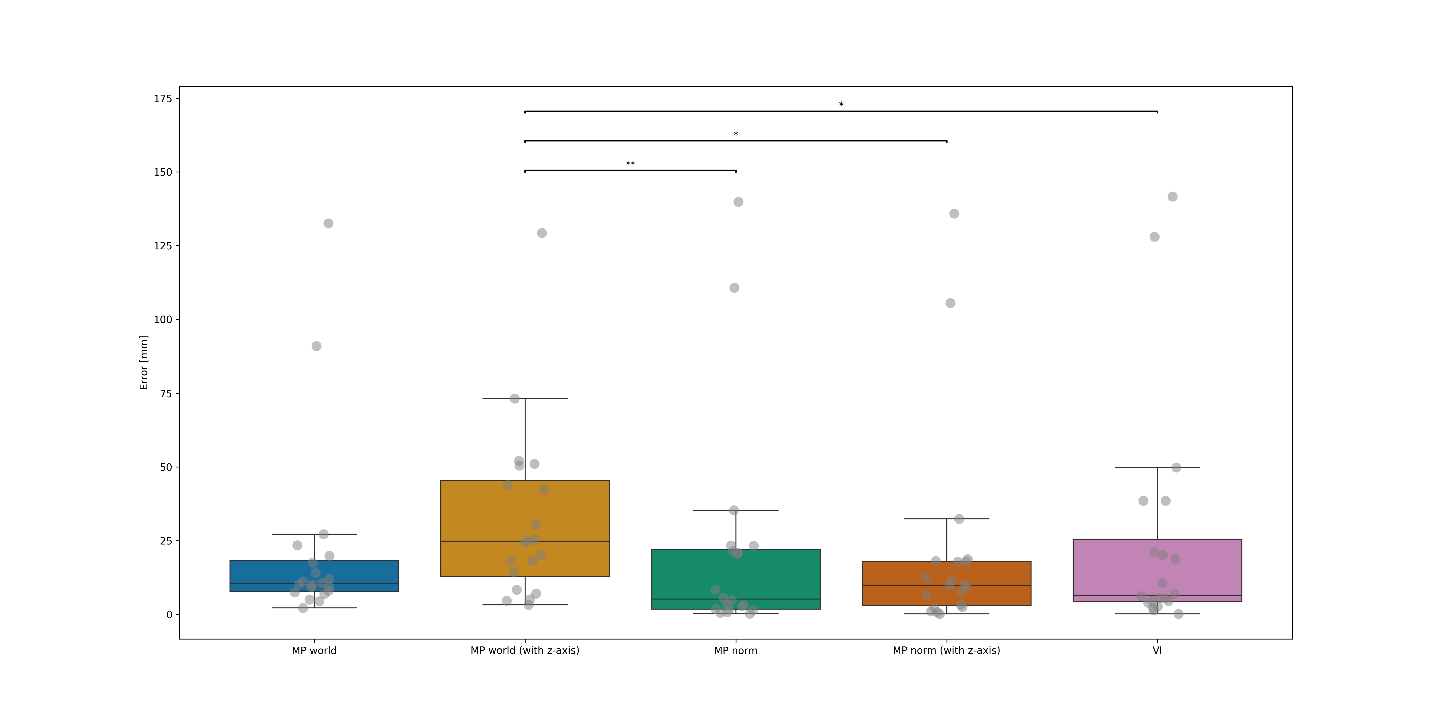 175
150
125
100
75
50
25
0
Error [mm]
*
*
**
MP world
MP world (with z-axis)
MP norm
MP norm (with z-axis)
VI